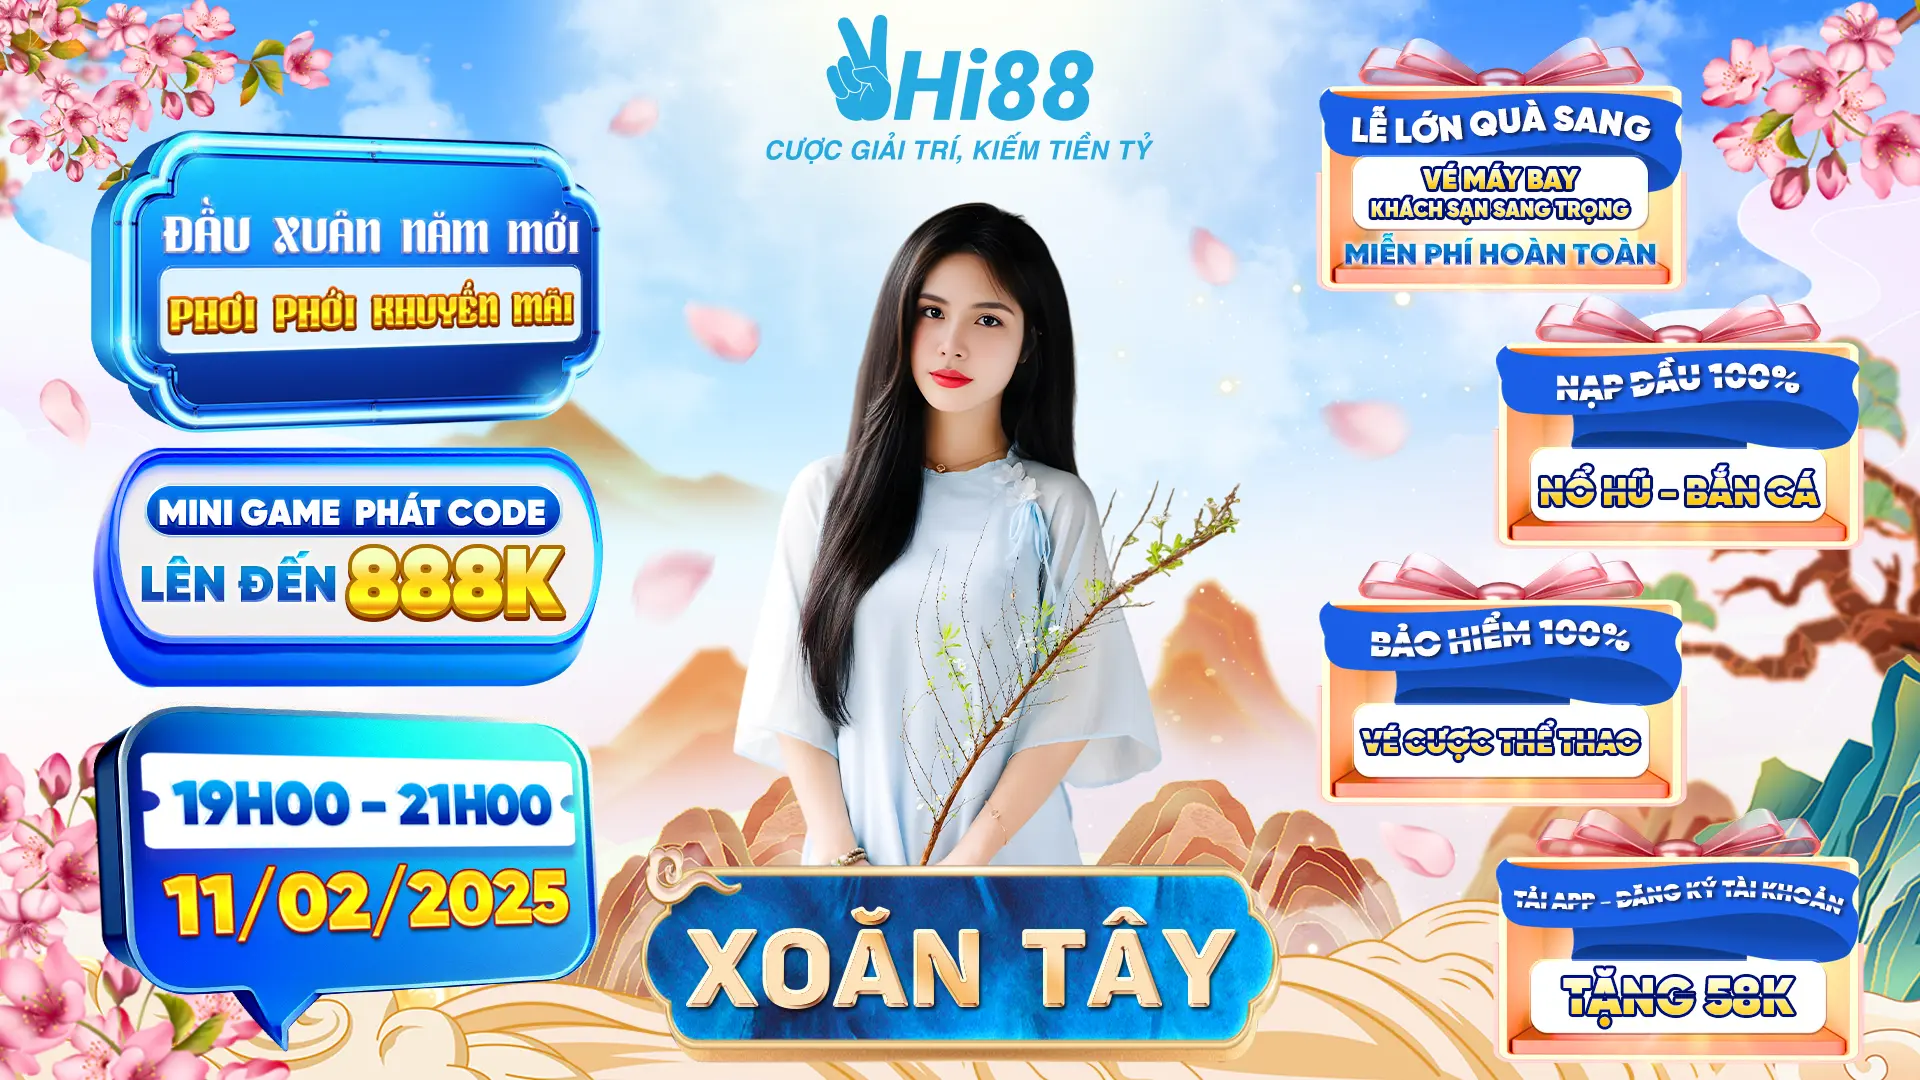 Hi88
CƯỢC GIẢI TRÍ, KIẾM TIỀN TỶ
ĐẦU XUÂN NĂM MỚI
PHƠI PHỚI KHUYẾN MÃI
MINI GAME PHÁT CODE
LÊN ĐẾN 888K
19H00 - 21H00
11/02/2025
XOĂN TÂY
LỄ LỚN QUÀ SANG
VÉ MÁY BAY
KHÁCH SẠN SANG TRỌNG
MIỄN PHÍ HOÀN TOÀN
NẠP ĐẦU 100%
NỔ HŨ - BẮN CÁ
BẢO HIỂM 100%
VÉ CƯỢC THỂ THAO
TẢI APP - ĐĂNG KÝ TÀI KHOẢN
TẶNG 58K